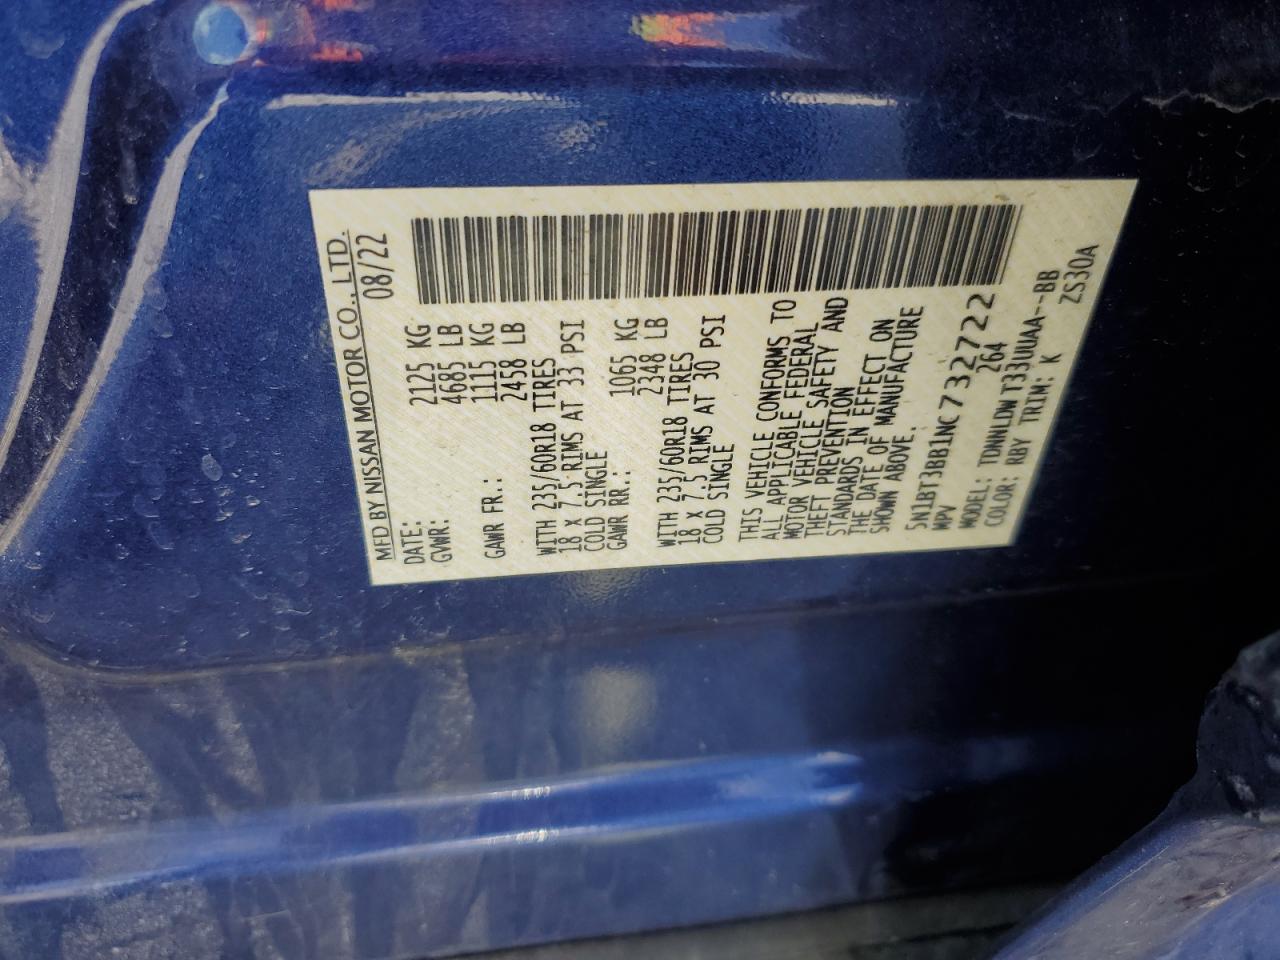 MFD BY NISSAN MOTOR CO., LTD.
DATE: 08/22
GVWR: 2125 KG
4685 LB
GAWR FR.: 1115 KG
2458 LB
WITH 235/60R18 TIRES
18 X 7.5 RIMS AT 33 PSI
COLD SINGLE
GAWR RR.: 1065 KG
2348 LB
WITH 235/60R18 TIRES
18 X 7.5 RIMS AT 30 PSI
COLD SINGLE
THIS VEHICLE CONFORMS TO
ALL APPLICABLE FEDERAL
MOTOR VEHICLE SAFETY AND
THEFT PREVENTION
STANDARDS IN EFFECT ON
THE DATE OF MANUFACTURE
SHOWN ABOVE.
5N1BT3BB1NC732722
MPV 264
MODEL: TDNNLDW T33UUAA--BB
COLOR: RBY TRIM: K ZS30A